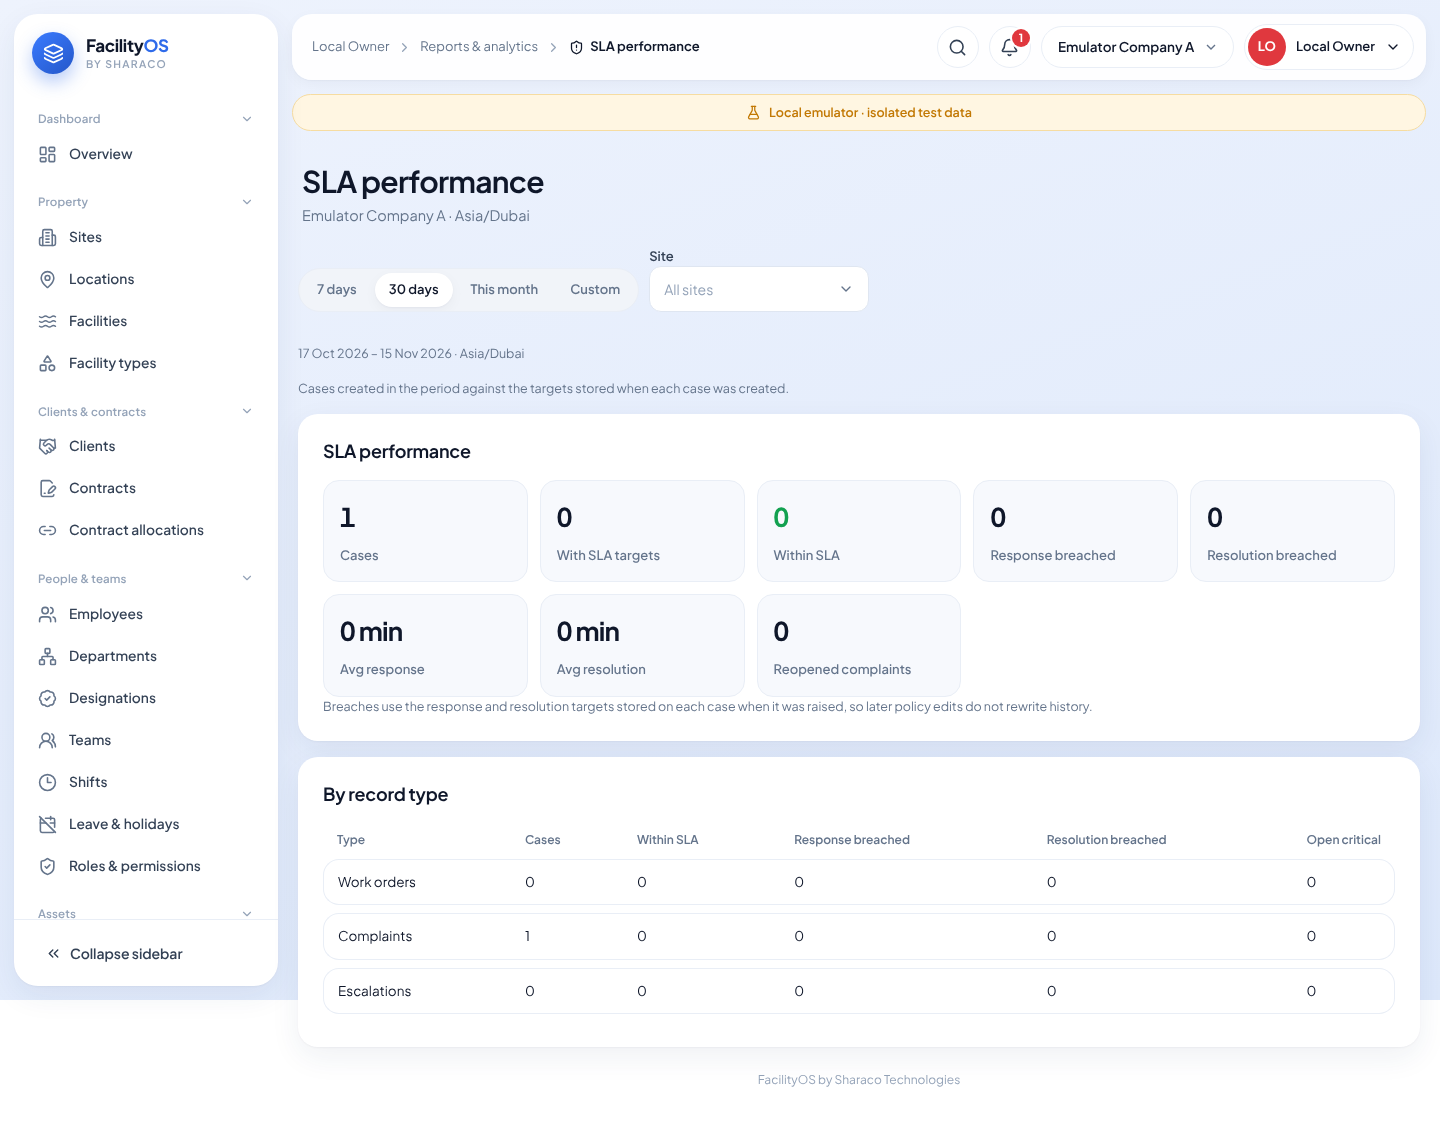 FacilityOS
BY SHARACO
Dashboard
Overview
Property
Sites
Locations
Facilities
Facility types
Clients & contracts
Clients
Contracts
Contract allocations
People & teams
Employees
Departments
Designations
Teams
Shifts
Leave & holidays
Roles & permissions
Assets
Collapse sidebar
Local Owner
Reports & analytics
SLA performance
1
Emulator Company A
LO
Local Owner
Local emulator · isolated test data
SLA performance
Emulator Company A · Asia/Dubai
7 days
30 days
This month
Custom
Site
All sites
17 Oct 2026 – 15 Nov 2026 · Asia/Dubai
Cases created in the period against the targets stored when each case was created.
SLA performance
1
Cases
0
With SLA targets
0
Within SLA
0
Response breached
0
Resolution breached
0 min
Avg response
0 min
Avg resolution
0
Reopened complaints
Breaches use the response and resolution targets stored on each case when it was raised, so later policy edits do not rewrite history.
By record type
Type Cases Within SLA Response breached Resolution breached Open critical
Work orders 0 0 0 0 0
Complaints 1 0 0 0 0
Escalations 0 0 0 0 0
FacilityOS by Sharaco Technologies